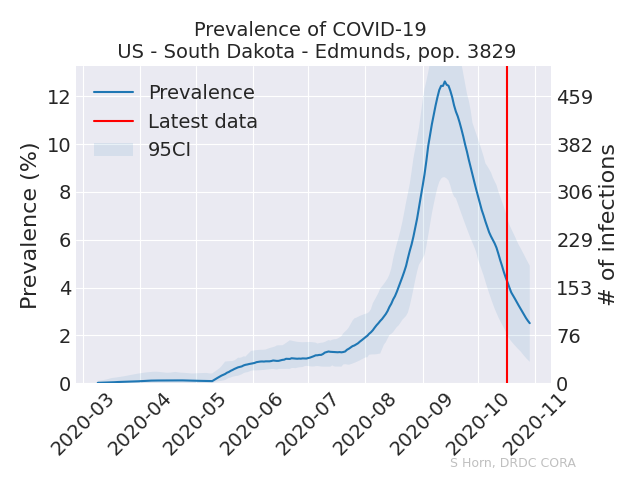 Prevalence of COVID-19
US - South Dakota - Edmunds, pop. 3829
Prevalence
Latest data
95CI
Prevalence (%)
12
10
8
6
4
2
0
459
382
306
229
153
76
0
# of infections
2020-03
2020-04
2020-05
2020-06
2020-07
2020-08
2020-09
2020-10
2020-11
S Horn, DRDC CORA